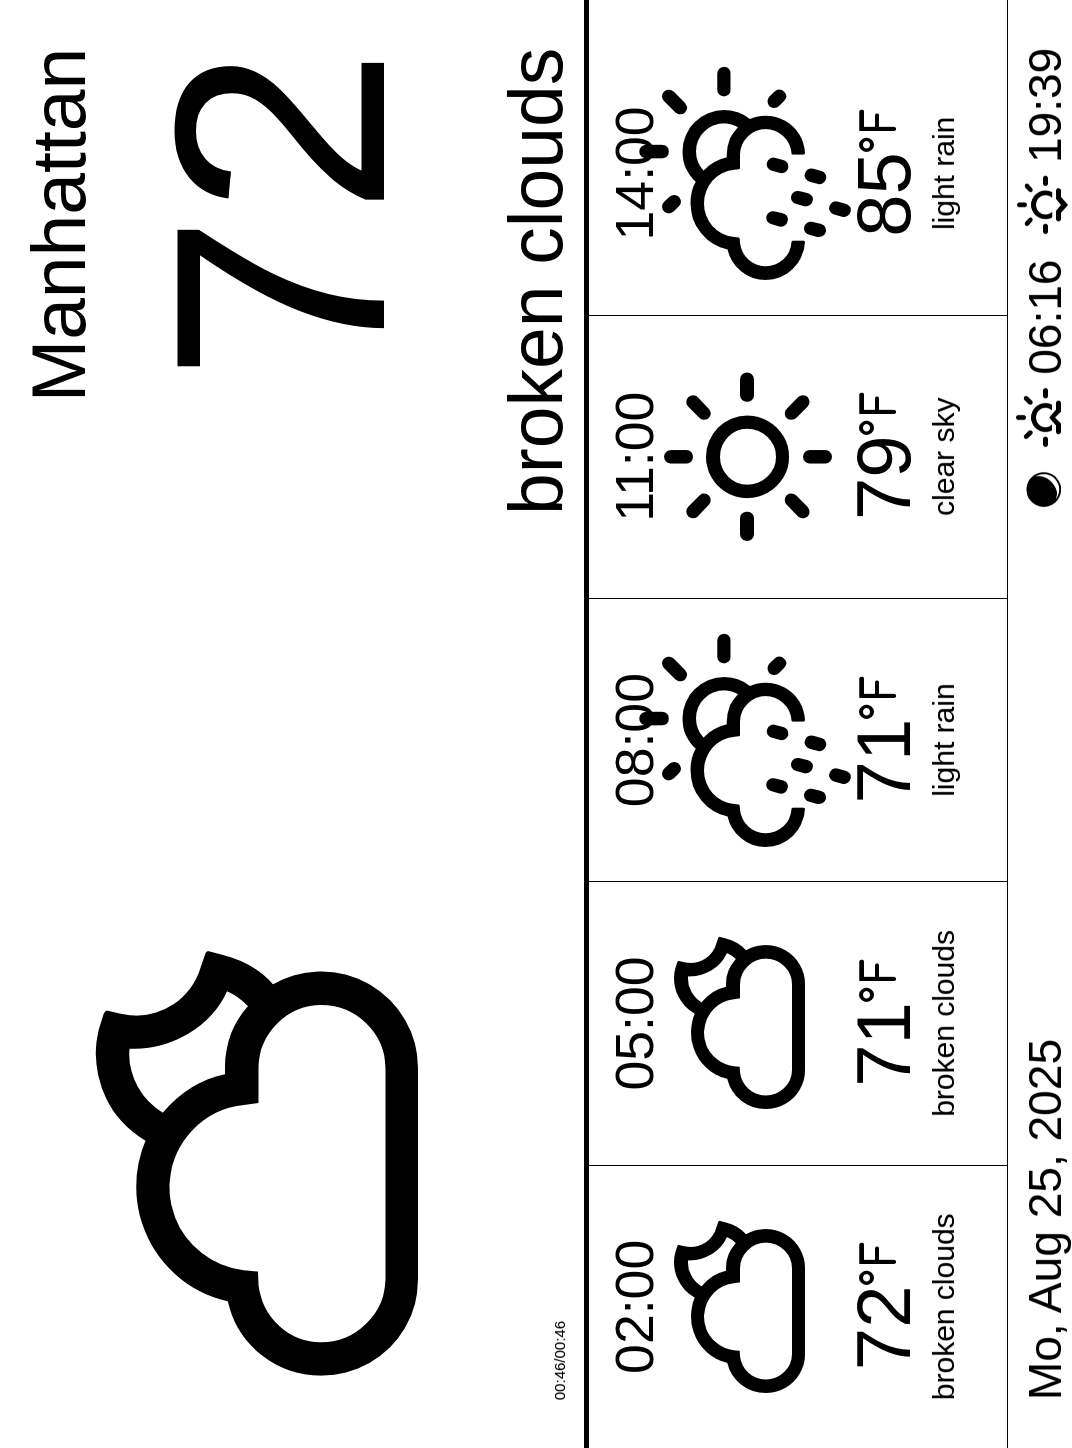 Manhattan
72
broken clouds
00:46/00:46
02:00
72°F
broken clouds
05:00
71°F
broken clouds
08:00
71°F
light rain
11:00
79°F
clear sky
14:00
85°F
light rain
Mo, Aug 25, 2025
06:16 19:39